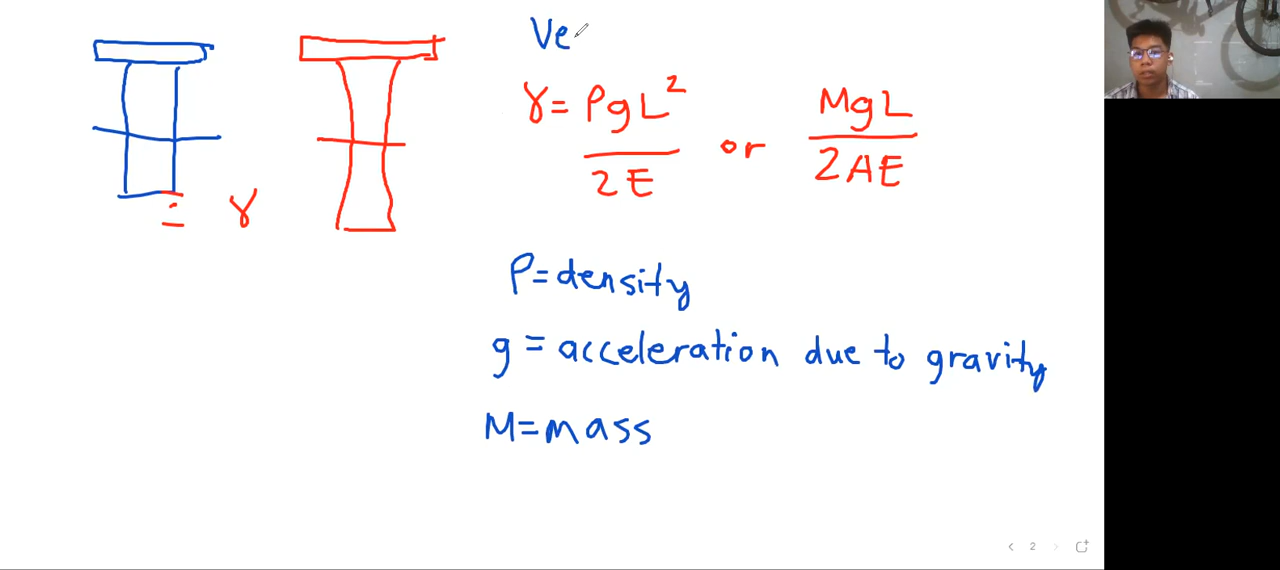 Ve
γ = ρgL² / 2E or MgL / 2AE
= γ
ρ = density
g = acceleration due to gravity
M = mass
2